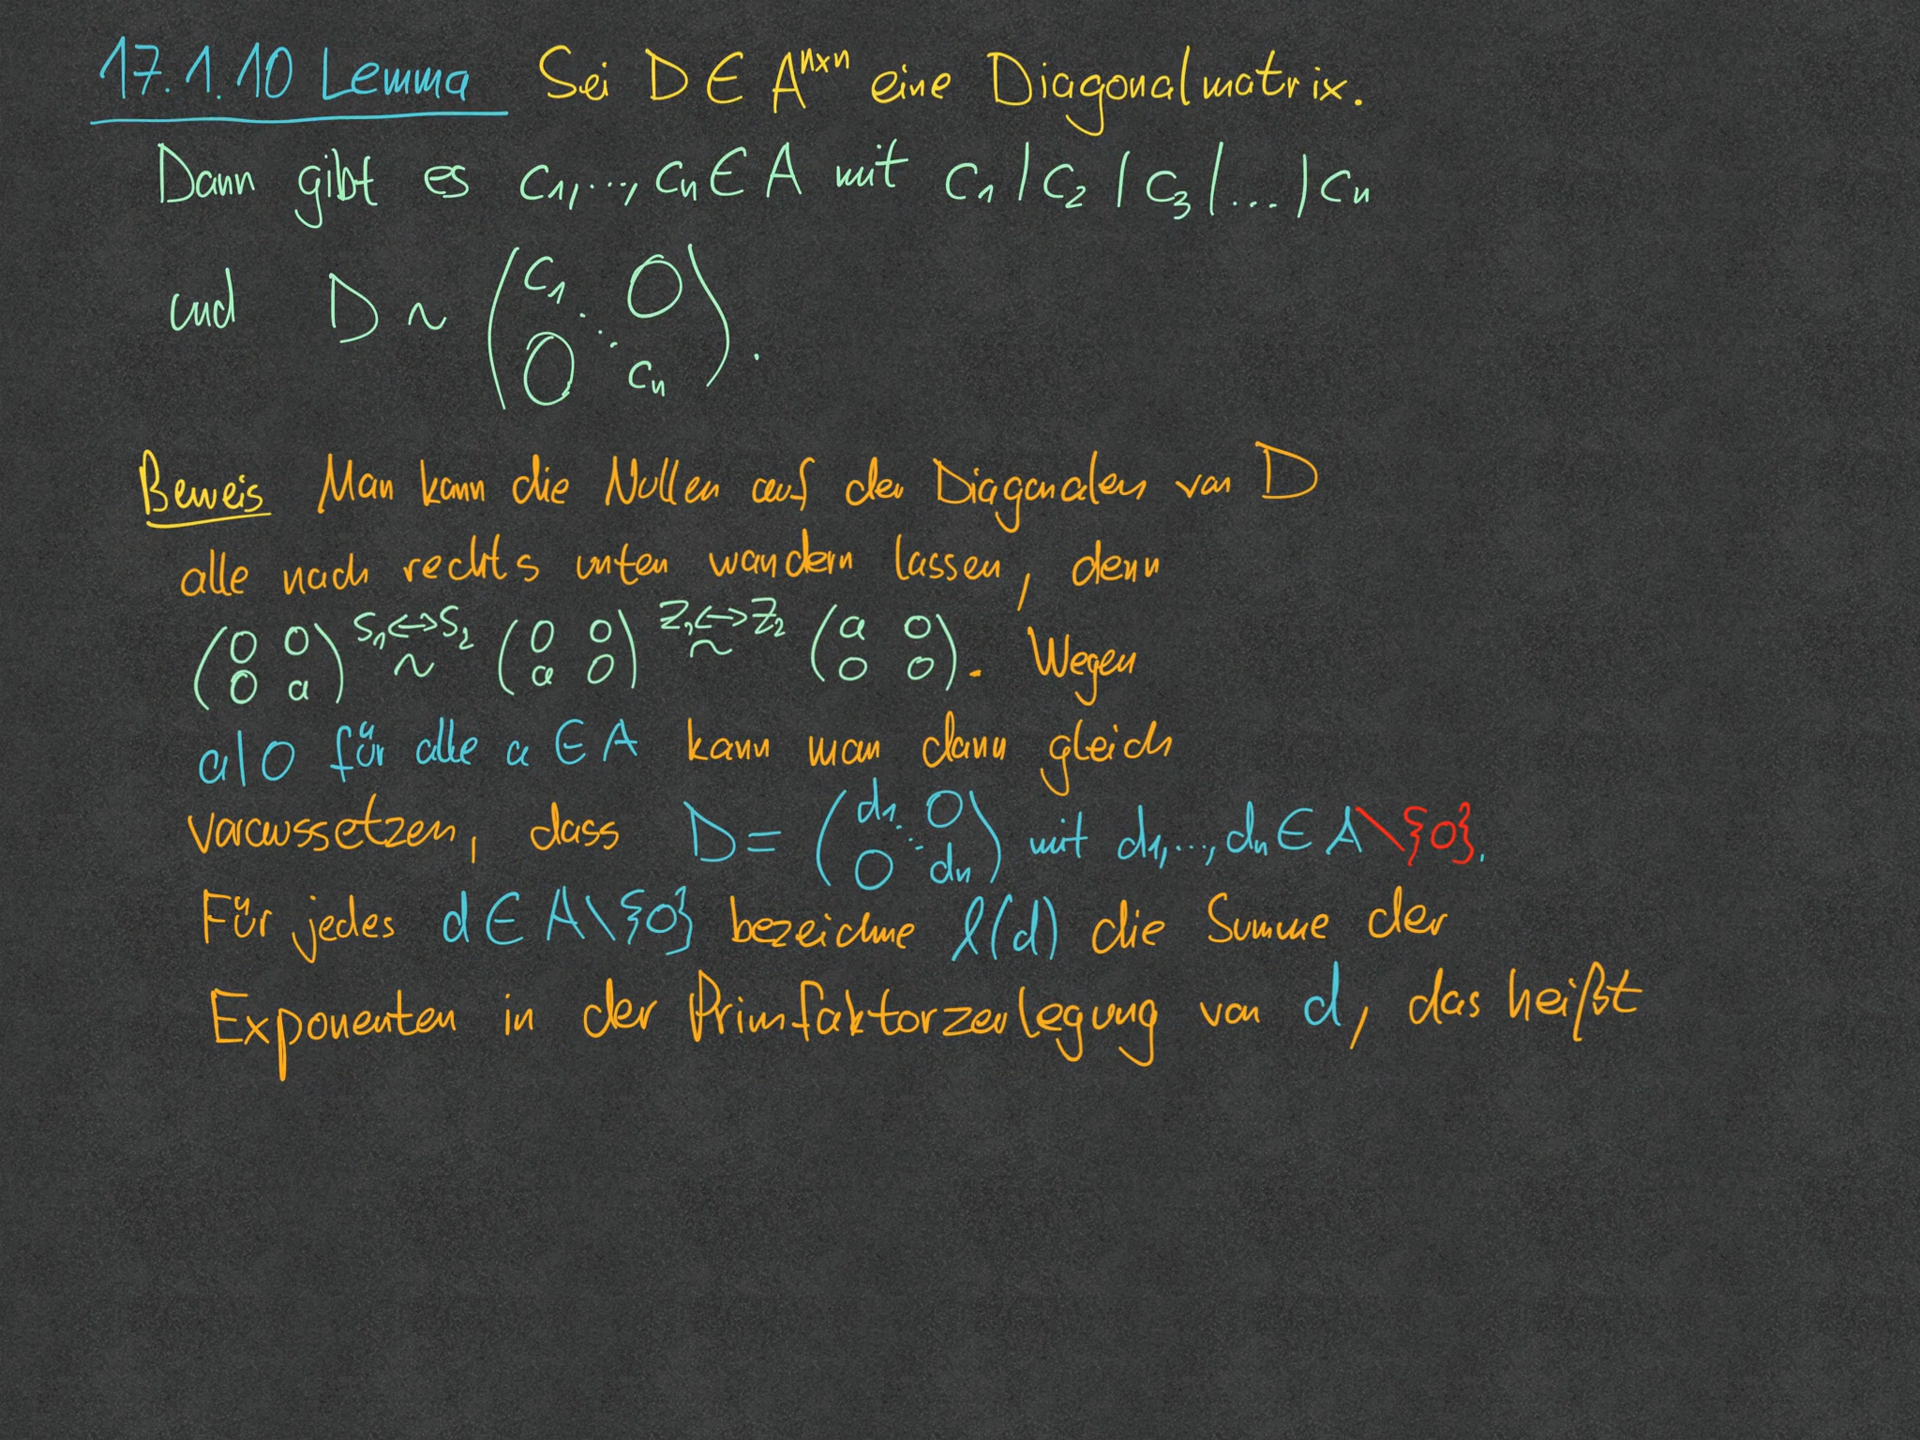 17.1.10 Lemma Sei D ∈ A^{n×n} eine Diagonalmatrix.
Dann gibt es c₁, ..., cₙ ∈ A mit c₁ | c₂ | c₃ | ... | cₙ
und D ~ (c₁ ⋱ cₙ, 0, 0).
Beweis Man kann die Nullen auf der Diagonalen von D
alle nach rechts unten wandern lassen, denn
(0 0; 0 a) S₁↔S₂ ~ (0 0; a 0) Z₁↔Z₂ ~ (a 0; 0 0). Wegen
a|0 für alle a ∈ A kann man dann gleich
voraussetzen, dass D = (d₁ ⋱ dₙ, 0, 0) mit d₁, ..., dₙ ∈ A\{0}.
Für jedes d ∈ A\{0} bezeichne ℓ(d) die Summe der
Exponenten in der Primfaktorzerlegung von d, das heißt